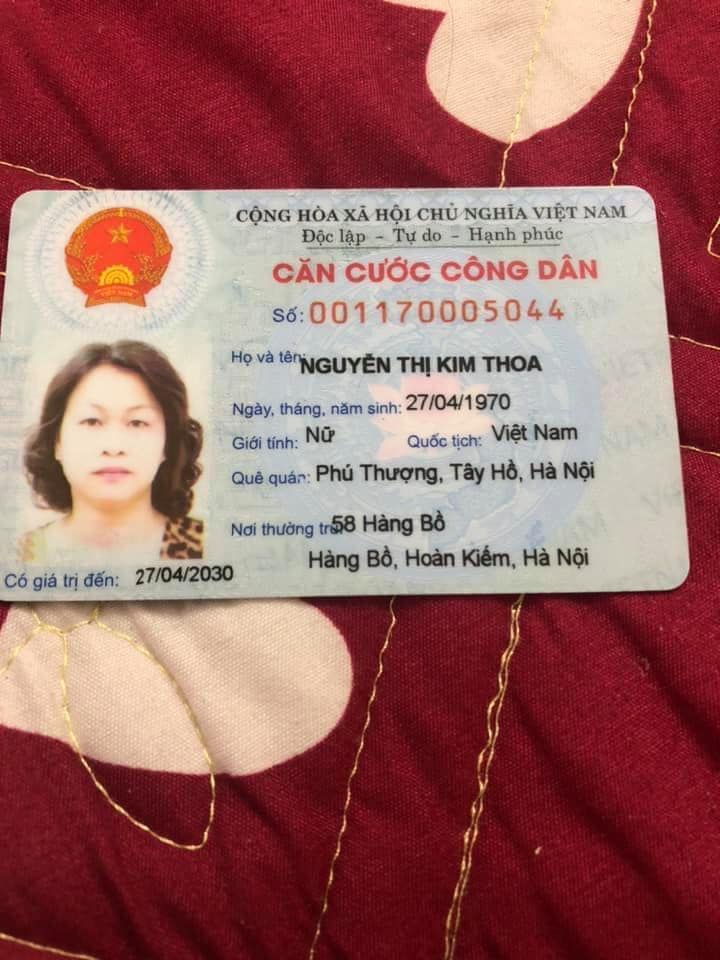 CỘNG HÒA XÃ HỘI CHỦ NGHĨA VIỆT NAM
Độc lập - Tự do - Hạnh phúc
CĂN CƯỚC CÔNG DÂN
Số: 001170005044
Họ và tên: NGUYỄN THỊ KIM THOA
Ngày, tháng, năm sinh: 27/04/1970
Giới tính: Nữ Quốc tịch: Việt Nam
Quê quán: Phú Thượng, Tây Hồ, Hà Nội
Nơi thường trú: 58 Hàng Bồ
Hàng Bồ, Hoàn Kiếm, Hà Nội
Có giá trị đến: 27/04/2030